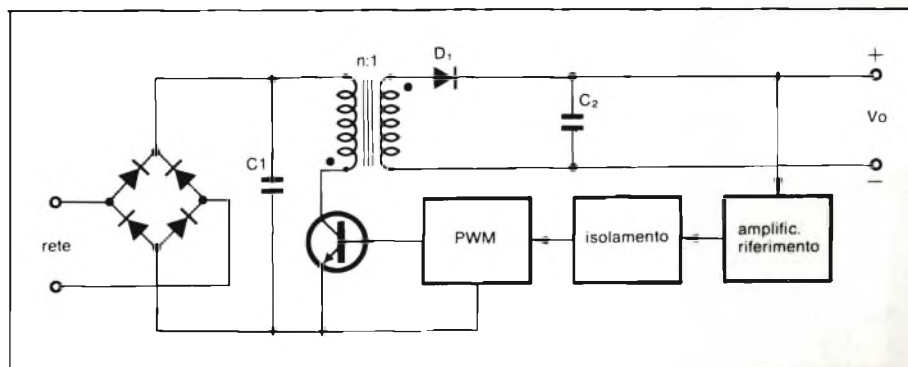 n:1
D₁
+
C1
C₂
Vo
−
rete
PWM
isolamento
amplific.
riferimento